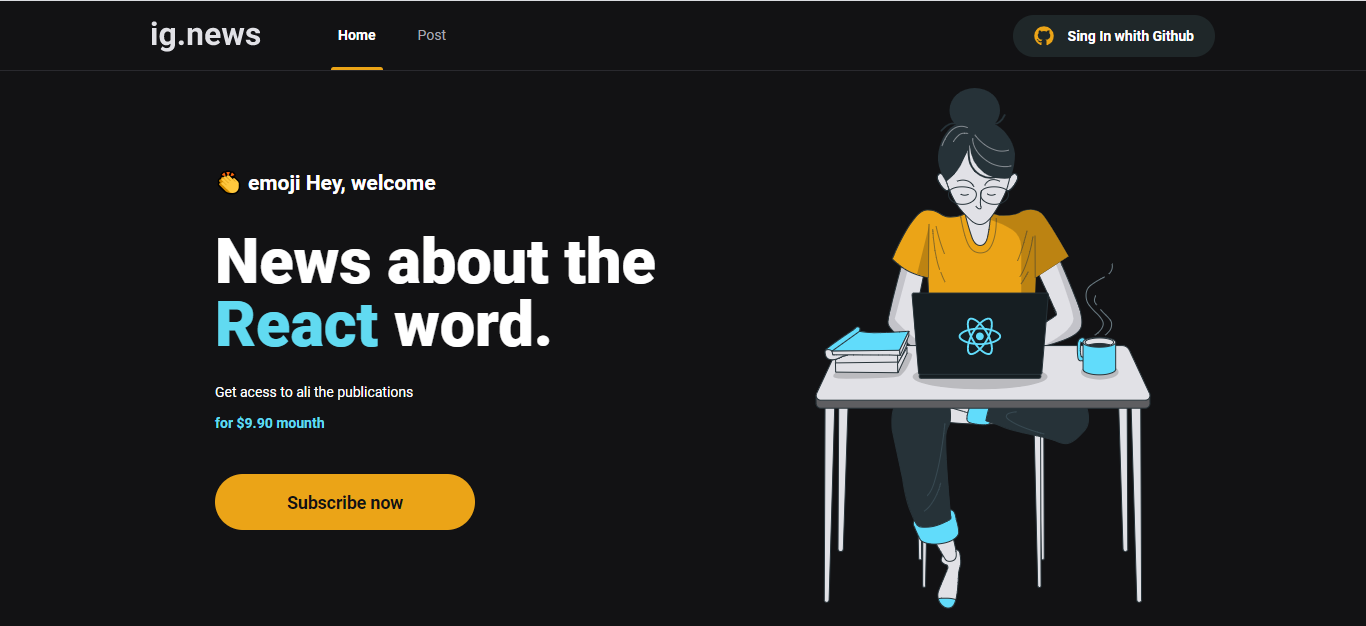 ig.news
Home
Post
Sing In whith Github
👏 emoji Hey, welcome
News about the
React word.
Get acess to ali the publications
for $9.90 mounth
Subscribe now